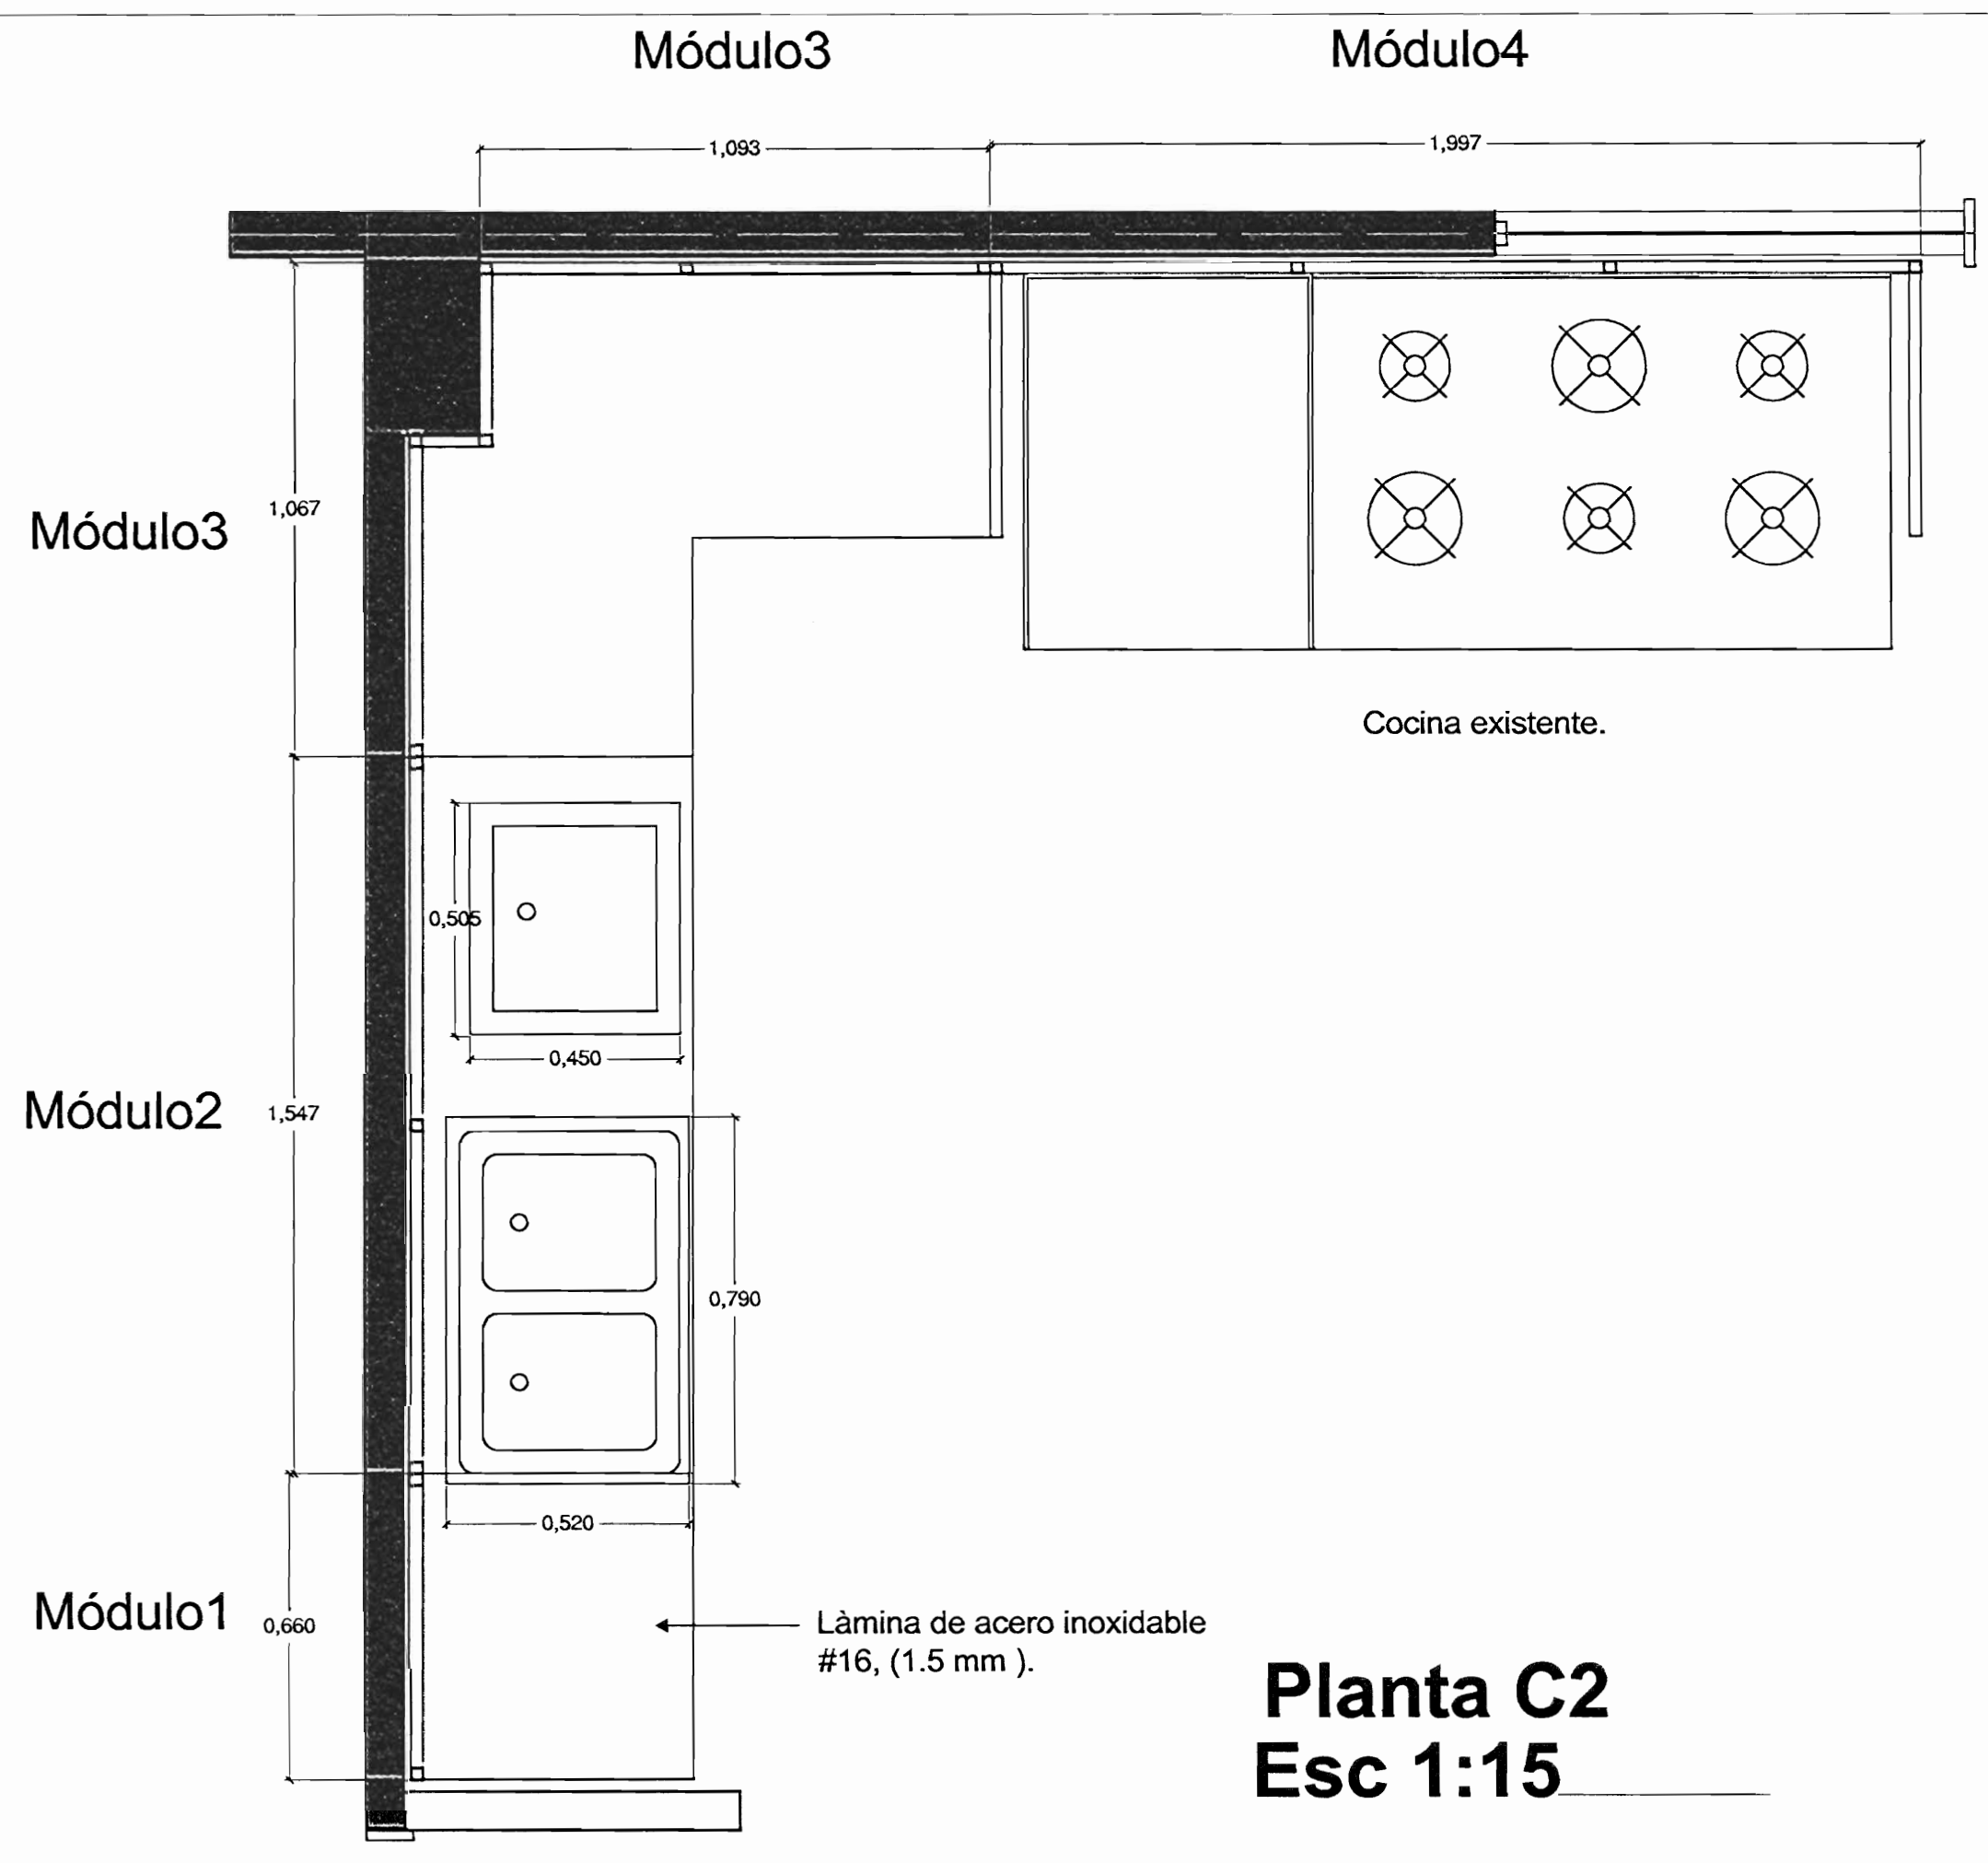 Módulo3
Módulo4
1,093
1,997
1,067
Módulo3
Cocina existente.
0,505
0,450
Módulo2
1,547
0,790
0,520
Módulo1
0,660
Làmina de acero inoxidable
#16, (1.5 mm ).
Planta C2
Esc 1:15